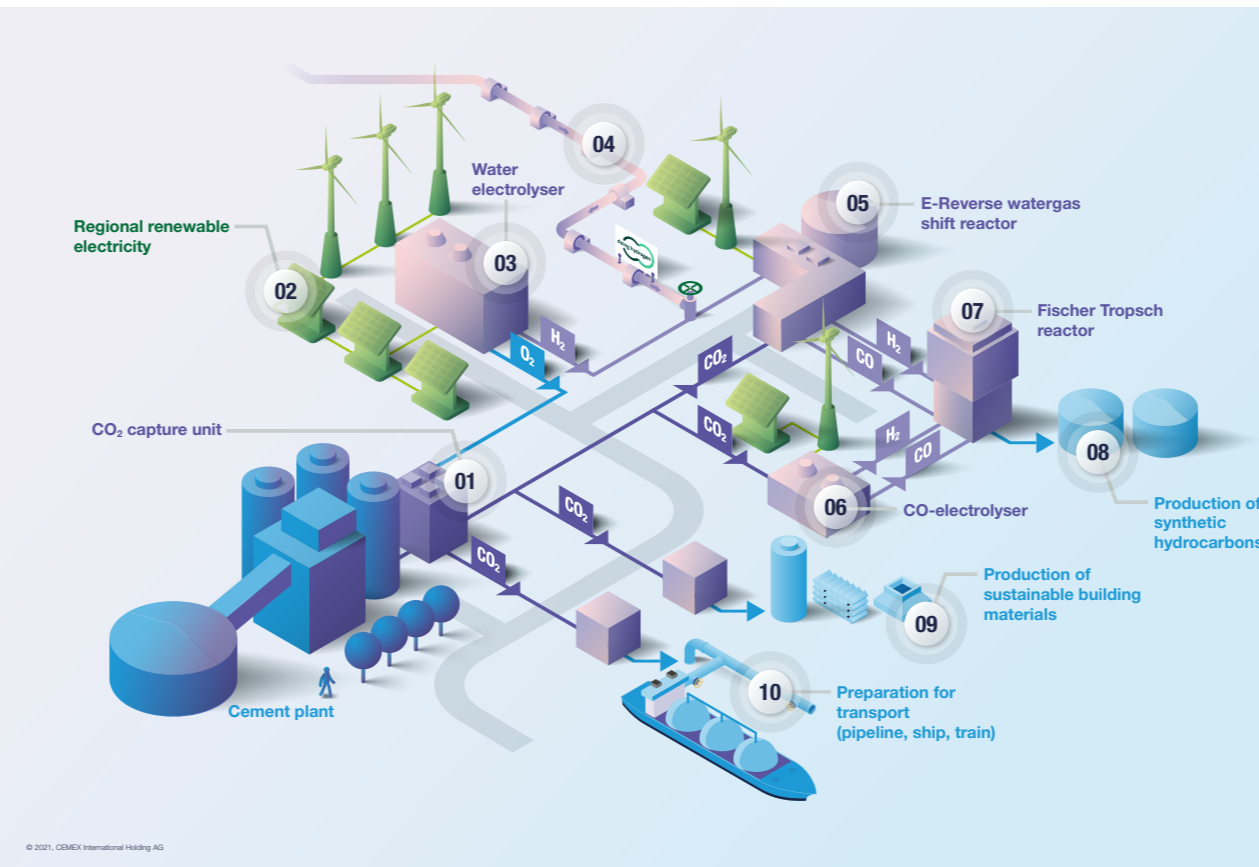 04
Water
electrolyser
05
E-Reverse watergas
shift reactor
Regional renewable
electricity
03
02
07
Fischer Tropsch
reactor
H₂
O₂
H₂
CO
CO₂
CO₂ capture unit
CO₂
H₂
CO
08
01
06
CO-electrolyser
Production of
synthetic
hydrocarbons
CO₂
CO₂
Production of
sustainable building
materials
09
10
Preparation for
transport
(pipeline, ship, train)
Cement plant
© 2021, CEMEX International Holding AG